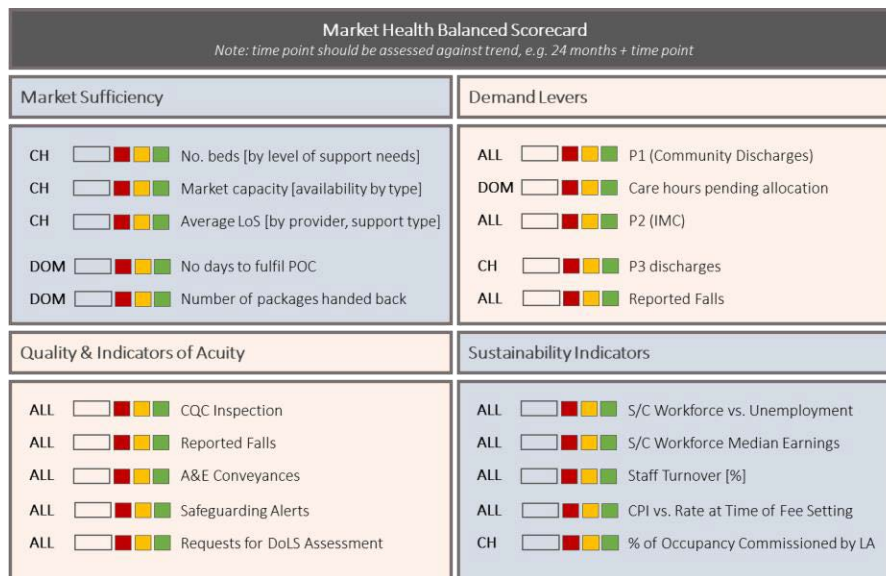 Market Health Balanced Scorecard
Note: time point should be assessed against trend, e.g. 24 months + time point
Market Sufficiency
CH No. beds [by level of support needs]
CH Market capacity [availability by type]
CH Average LoS [by provider, support type]
DOM No days to fulfil POC
DOM Number of packages handed back
Demand Levers
ALL P1 (Community Discharges)
DOM Care hours pending allocation
ALL P2 (IMC)
CH P3 discharges
ALL Reported Falls
Quality & Indicators of Acuity
ALL CQC Inspection
ALL Reported Falls
ALL A&E Conveyances
ALL Safeguarding Alerts
ALL Requests for DoLS Assessment
Sustainability Indicators
ALL S/C Workforce vs. Unemployment
ALL S/C Workforce Median Earnings
ALL Staff Turnover [%]
ALL CPI vs. Rate at Time of Fee Setting
CH % of Occupancy Commissioned by LA